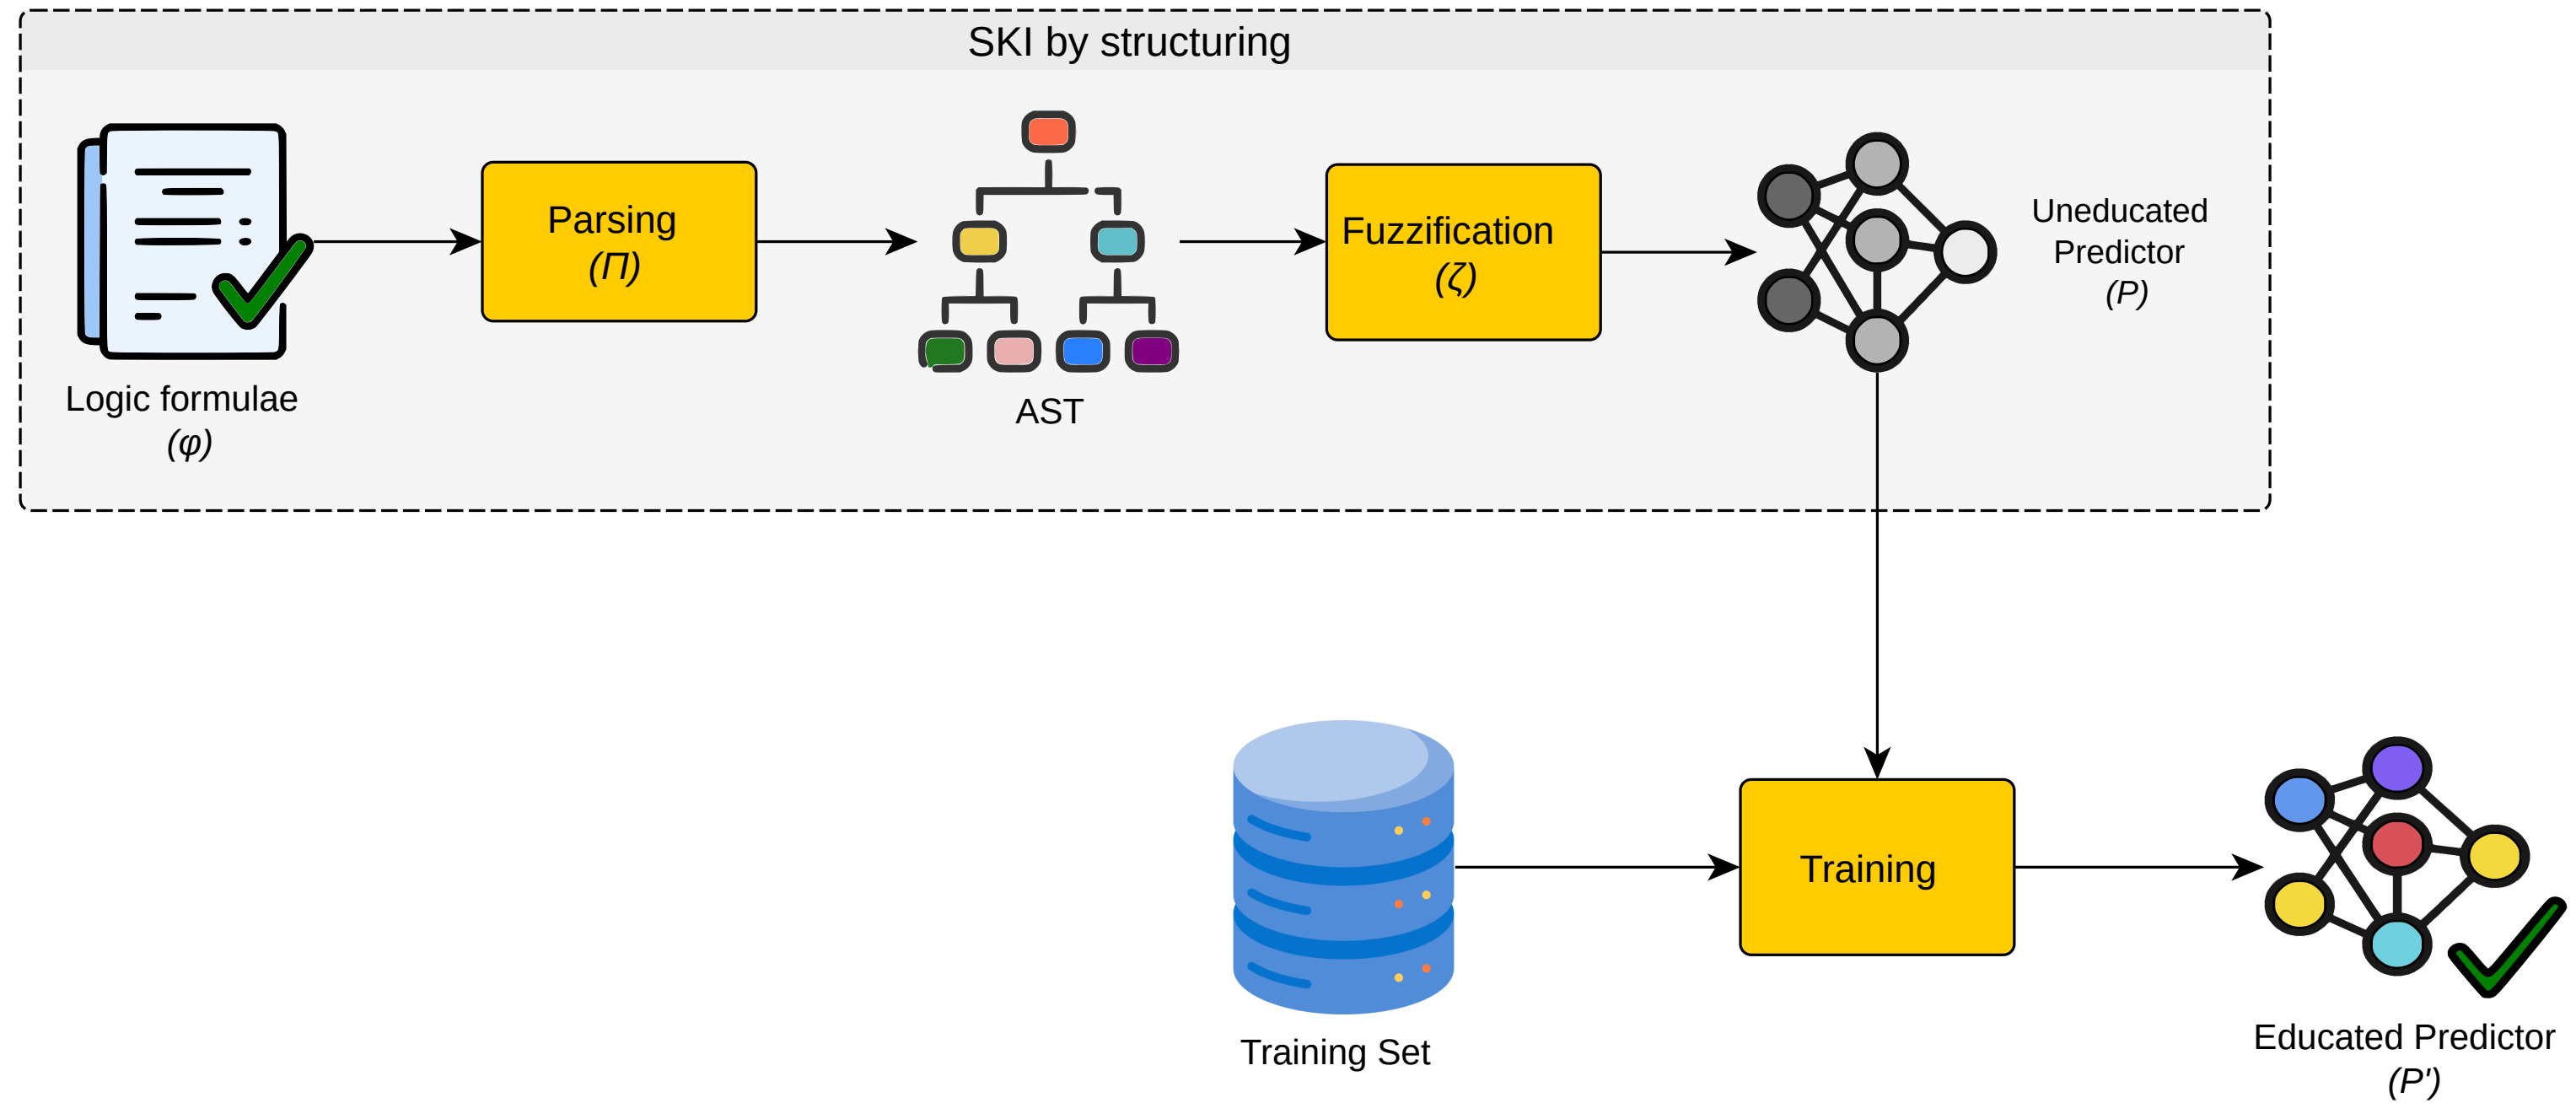 SKI by structuring
Parsing
(Π)
Fuzzification
(ζ)
Uneducated
Predictor
(P)
Logic formulae
(φ)
AST
Training
Training Set
Educated Predictor
(P')